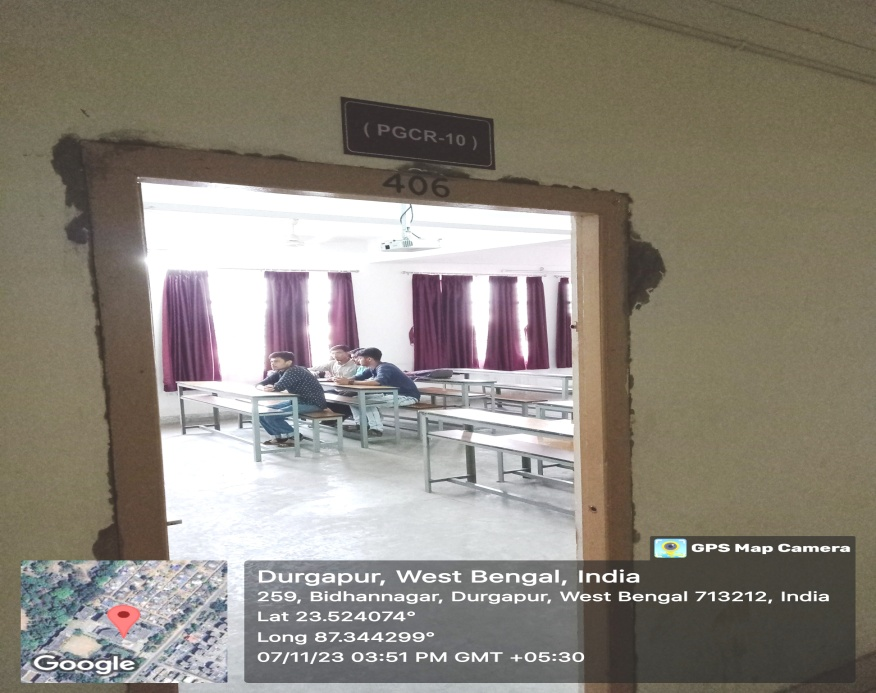 ( PGCR-10 )
406
GPS Map Camera
Durgapur, West Bengal, India
259, Bidhannagar, Durgapur, West Bengal 713212, India
Lat 23.524074°
Long 87.344299°
07/11/23 03:51 PM GMT +05:30
Google